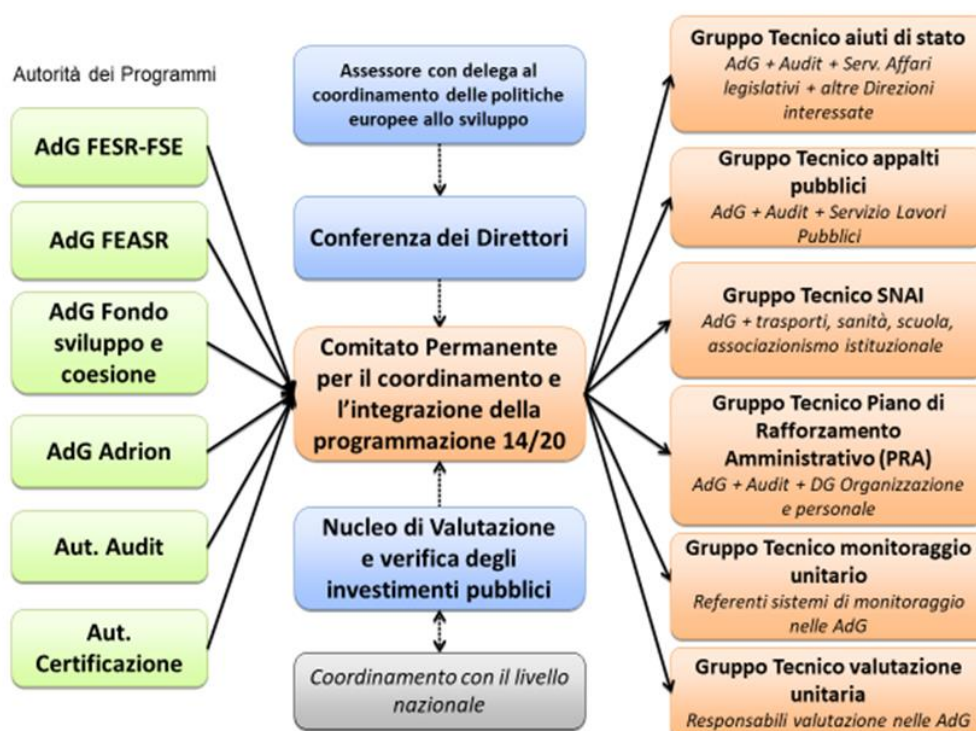 Autorità dei Programmi
AdG FESR-FSE
AdG FEASR
AdG Fondo
sviluppo e
coesione
AdG Adrion
Aut. Audit
Aut.
Certificazione
Assessore con delega al
coordinamento delle politiche
europee allo sviluppo
Conferenza dei Direttori
Comitato Permanente
per il coordinamento e
l'integrazione della
programmazione 14/20
Nucleo di Valutazione
e verifica degli
investimenti pubblici
Coordinamento con il livello
nazionale
Gruppo Tecnico aiuti di stato
AdG + Audit + Serv. Affari
legislativi + altre Direzioni
interessate
Gruppo Tecnico appalti
pubblici
AdG + Audit + Servizio Lavori
Pubblici
Gruppo Tecnico SNAI
AdG + trasporti, sanità, scuola,
associazionismo istituzionale
Gruppo Tecnico Piano di
Rafforzamento
Amministrativo (PRA)
AdG + Audit + DG Organizzazione
e personale
Gruppo Tecnico monitoraggio
unitario
Referenti sistemi di monitoraggio
nelle AdG
Gruppo Tecnico valutazione
unitaria
Responsabili valutazione nelle AdG